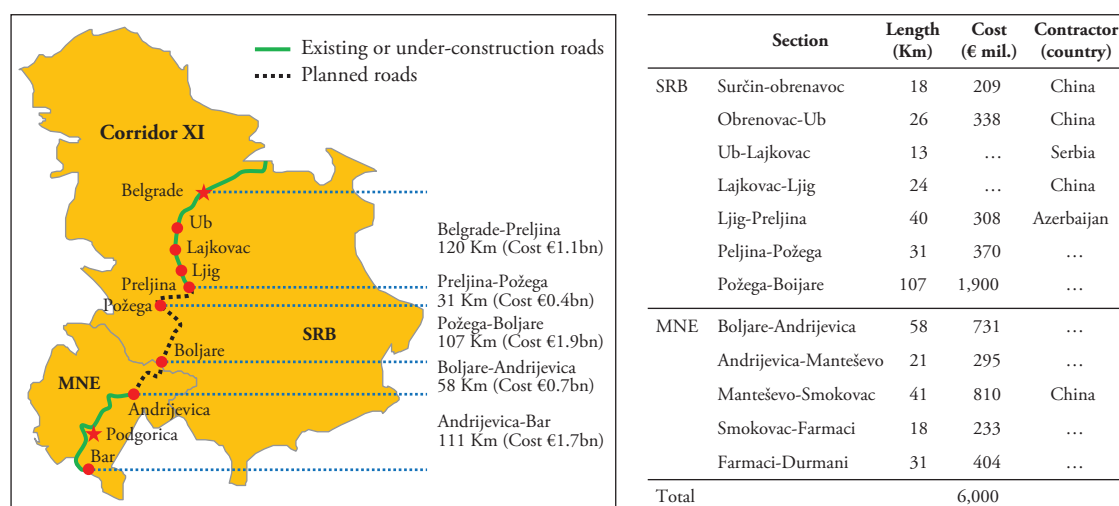 Existing or under-construction roads
Planned roads
Corridor XI
Belgrade
Ub
Lajkovac
Ljig
Preljina
Požega
SRB
Boljare
MNE
Andrijevica
Podgorica
Bar
Belgrade-Preljina
120 Km (Cost €1.1bn)
Preljina-Požega
31 Km (Cost €0.4bn)
Požega-Boljare
107 Km (Cost €1.9bn)
Boljare-Andrijevica
58 Km (Cost €0.7bn)
Andrijevica-Bar
111 Km (Cost €1.7bn)
Section Length (Km) Cost (€ mil.) Contractor (country)
SRB Surčin-obrenavoc 18 209 China
Obrenovac-Ub 26 338 China
Ub-Lajkovac 13 … Serbia
Lajkovac-Ljig 24 … China
Ljig-Preljina 40 308 Azerbaijan
Peljina-Požega 31 370 …
Požega-Boijare 107 1,900 …
MNE Boljare-Andrijevica 58 731 …
Andrijevica-Manteševo 21 295 …
Manteševo-Smokovac 41 810 China
Smokovac-Farmaci 18 233 …
Farmaci-Durmani 31 404 …
Total 6,000